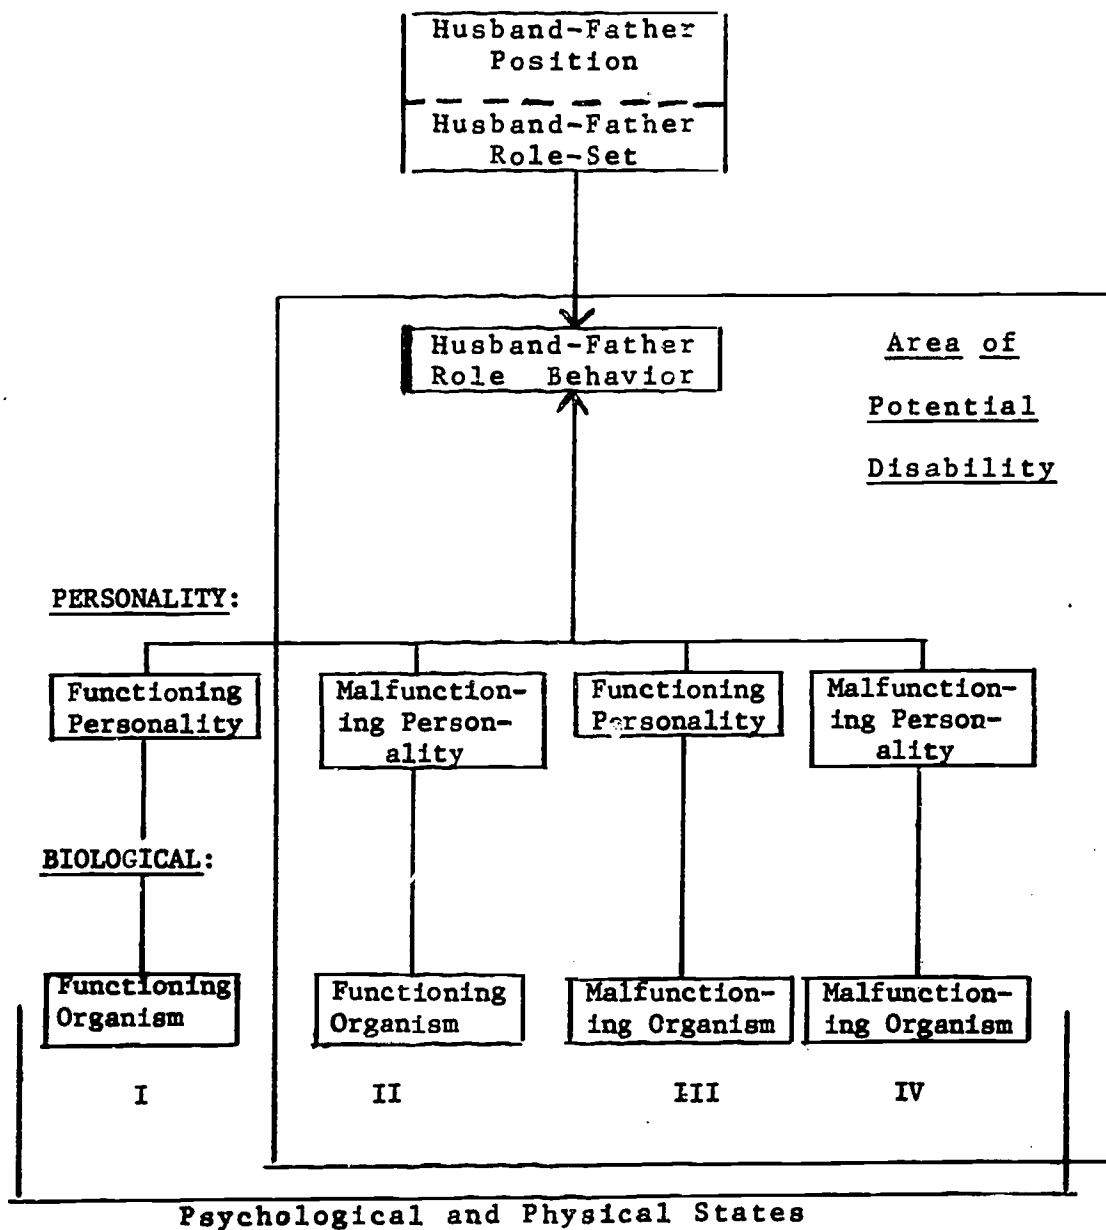 Husband-Father
Position
Husband-Father
Role-Set
Husband-Father
Role Behavior
Area of
Potential
Disability
PERSONALITY:
Functioning
Personality
Malfunction-
ing Person-
ality
Functioning
Personality
Malfunction-
ing Person-
ality
BIOLOGICAL:
Functioning
Organism
Functioning
Organism
Malfunction-
ing Organism
Malfunction-
ing Organism
I
II
III
IV
Psychological and Physical States